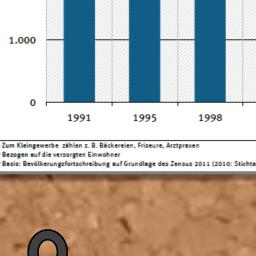 1.000
0
1991 1995 1998
Zum Kleingewerbe zählen z. B. Bäckereien, Friseure, Arztpraxen
Bezogen auf die versorgten Einwohner
Basis: Bevölkerungsfortschreibung auf Grundlage des Zensus 2011 (2010: Stichta